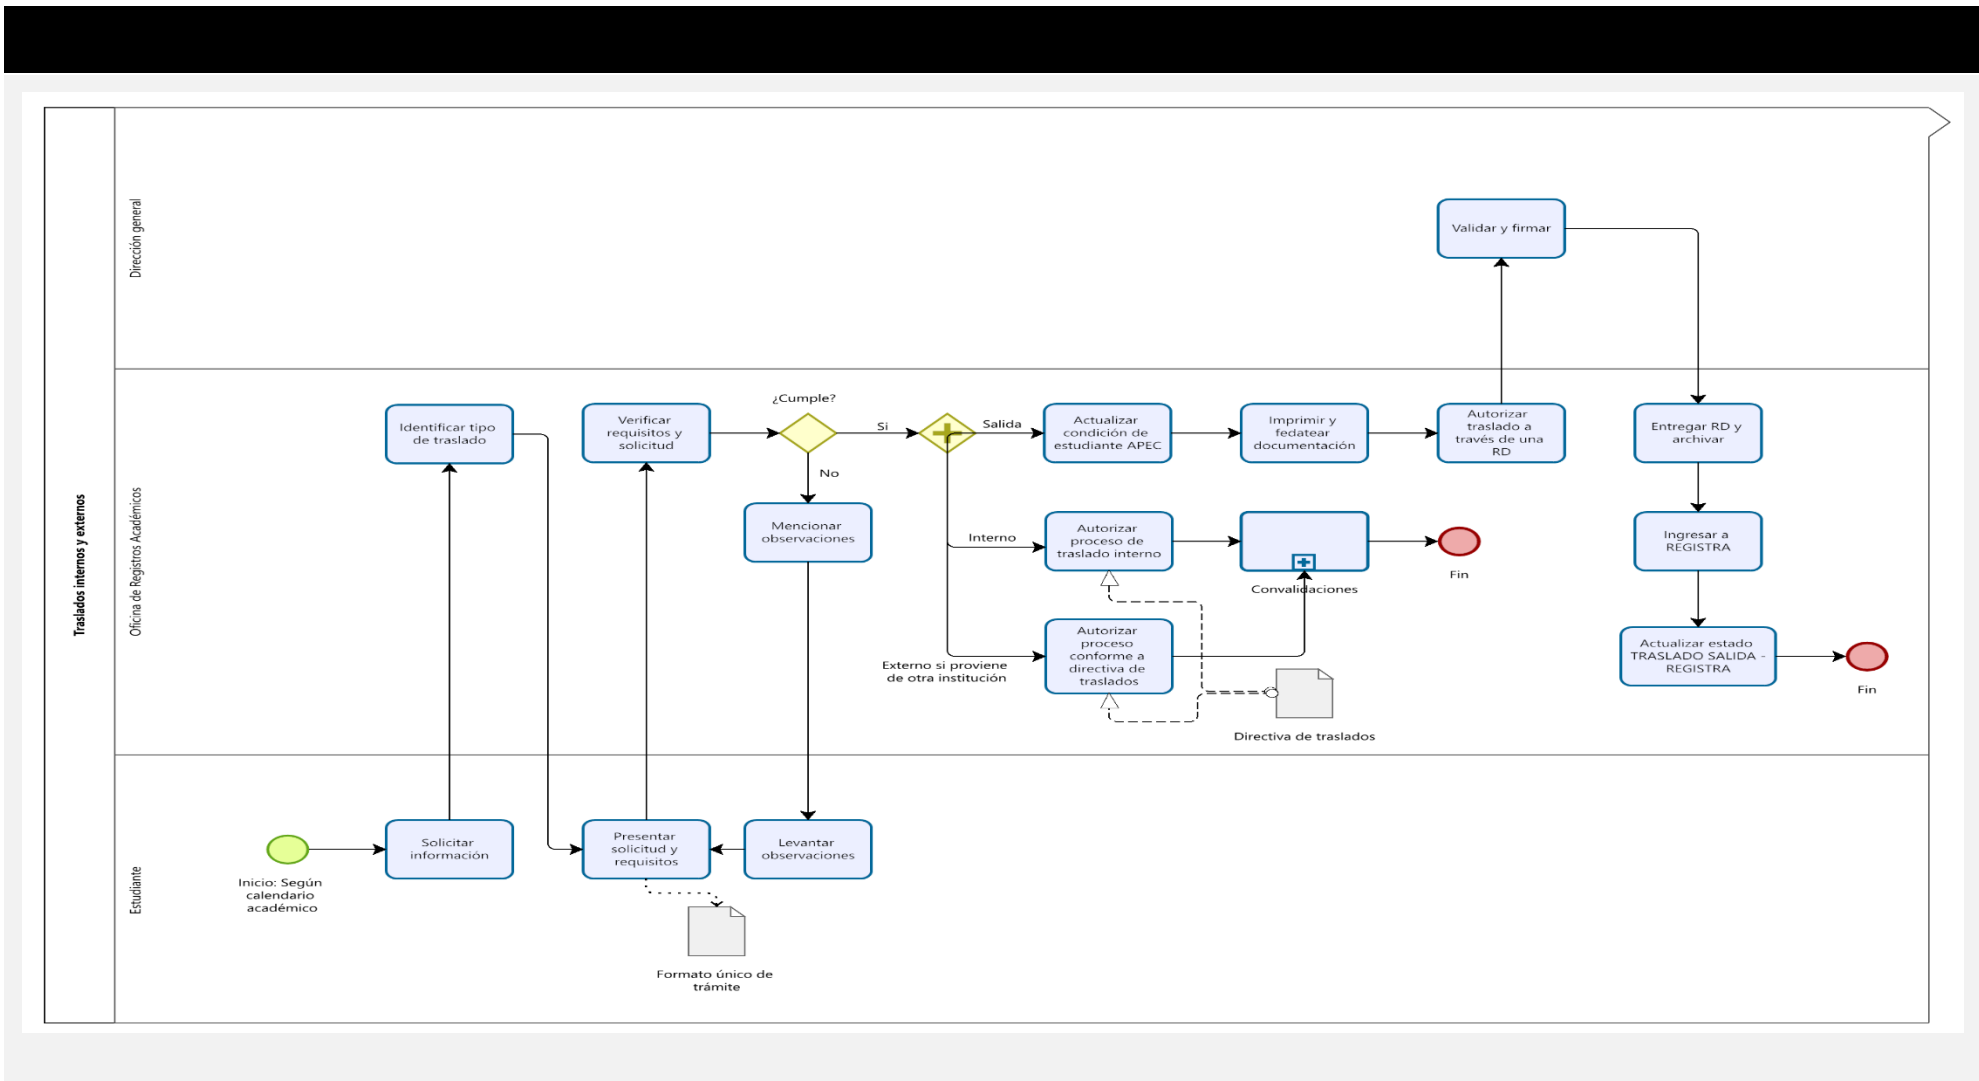 Traslados internos y externos
Dirección general
Validar y firmar
Oficina de Registros Académicos
Identificar tipo
de traslado
Verificar
requisitos y
solicitud
¿Cumple?
Si
No
Mencionar
observaciones
Salida
Actualizar
condición de
estudiante APEC
Imprimir y
fedatear
documentación
Autorizar
traslado a
través de una
RD
Entregar RD y
archivar
Interno
Autorizar
proceso de
traslado interno
Convalidaciones
Fin
Ingresar a
REGISTRA
Externo si proviene
de otra institución
Autorizar
proceso
conforme a
directiva de
traslados
Directiva de traslados
Actualizar estado
TRASLADO SALIDA -
REGISTRA
Fin
Estudiante
Inicio: Según
calendario
académico
Solicitar
información
Presentar
solicitud y
requisitos
Levantar
observaciones
Formato único de
trámite